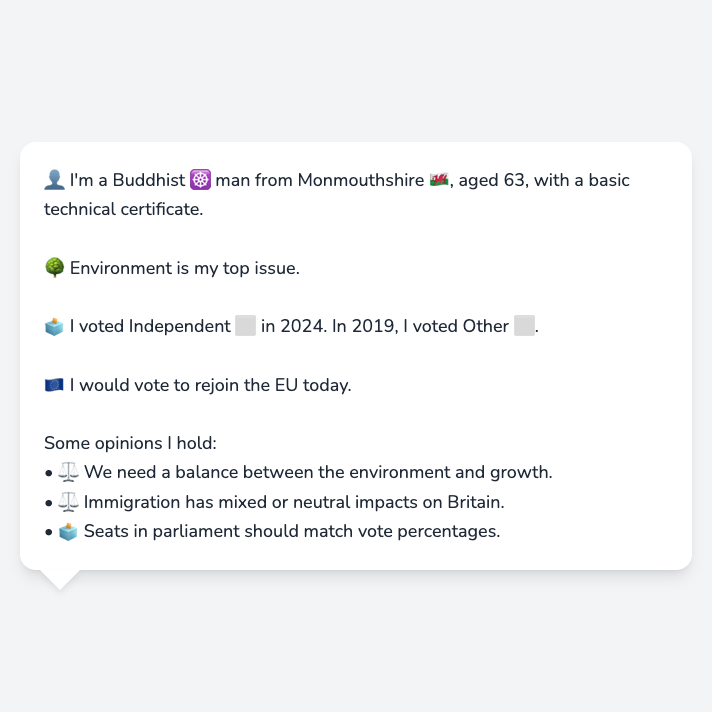 👤 I'm a Buddhist ☸️ man from Monmouthshire 🏴󠁧󠁢󠁷󠁬󠁳󠁿, aged 63, with a basic
technical certificate.
🌳 Environment is my top issue.
🗳️ I voted Independent ⬜ in 2024. In 2019, I voted Other ⬜.
🇪🇺 I would vote to rejoin the EU today.
Some opinions I hold:
• ⚖️ We need a balance between the environment and growth.
• ⚖️ Immigration has mixed or neutral impacts on Britain.
• 🗳️ Seats in parliament should match vote percentages.